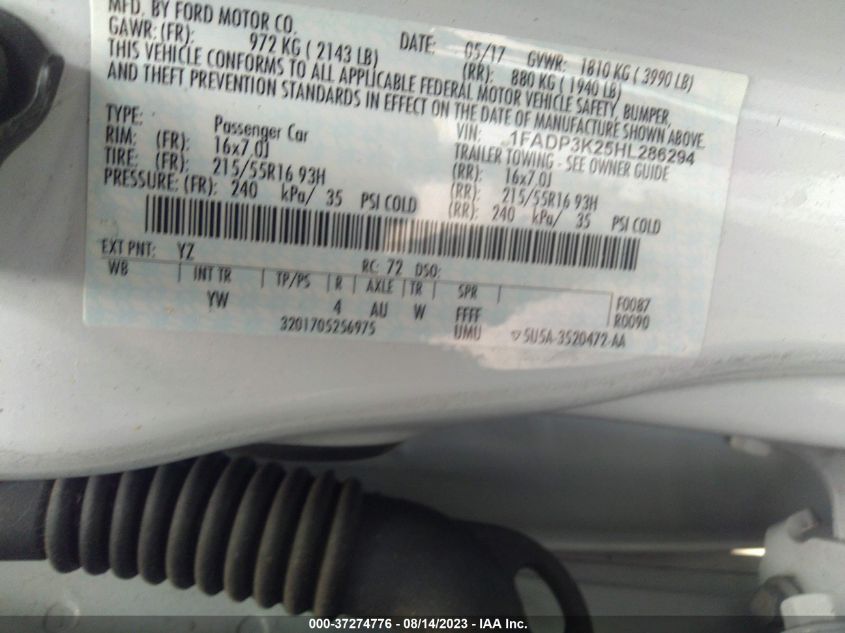 MFD. BY FORD MOTOR CO.
DATE: 05/17 GVWR: 1810 KG ( 3990 LB)
GAWR: (FR): 972 KG ( 2143 LB) (RR): 880 KG ( 1940 LB)
THIS VEHICLE CONFORMS TO ALL APPLICABLE FEDERAL MOTOR VEHICLE SAFETY, BUMPER,
AND THEFT PREVENTION STANDARDS IN EFFECT ON THE DATE OF MANUFACTURE SHOWN ABOVE.
VIN: 1FADP3K25HL286294
TYPE: Passenger Car TRAILER TOWING - SEE OWNER GUIDE
RIM: (FR): 16x7.0J (RR): 16x7.0J
TIRE: (FR): 215/55R16 93H (RR): 215/55R16 93H
PRESSURE: (FR): 240 kPa/ 35 PSI COLD (RR): 240 kPa/ 35 PSI COLD
EXT PNT: YZ RC: 72 DSO:
WB INT TR TP/PS R AXLE TR SPR F0087
YW 4 AU W FFFF R0090
3201705256975 UMU ▽5U5A-3520472-AA
000-37274776 - 08/14/2023 - IAA Inc.